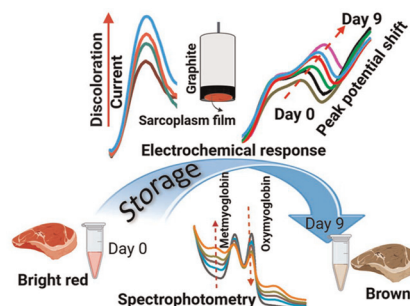 Discoloration
Current
Graphite
Sarcoplasm film
Day 9
Day 0
Peak potential shift
Electrochemical response
Storage
Metmyoglobin
Oxymyoglobin
Day 9
Day 0
Bright red
Brown
Spectrophotometry